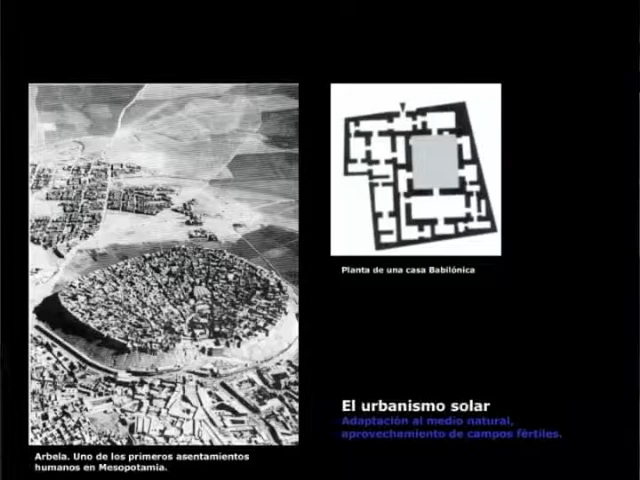 Planta de una casa Babilónica
El urbanismo solar
Adaptación al medio natural,
aprovechamiento de campos fértiles.
Arbela. Uno de los primeros asentamientos
humanos en Mesopotamia.